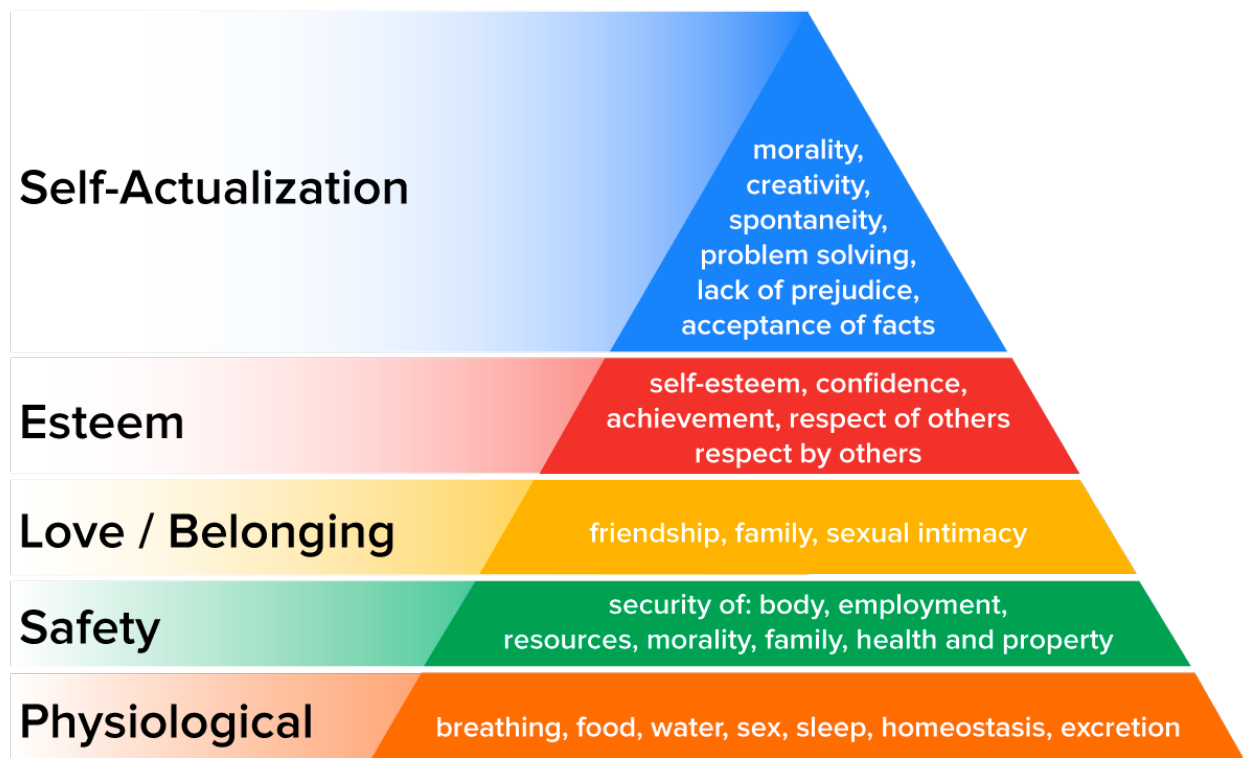 Self-Actualization
morality,
creativity,
spontaneity,
problem solving,
lack of prejudice,
acceptance of facts
Esteem
self-esteem, confidence,
achievement, respect of others
respect by others
Love / Belonging
friendship, family, sexual intimacy
Safety
security of: body, employment,
resources, morality, family, health and property
Physiological
breathing, food, water, sex, sleep, homeostasis, excretion